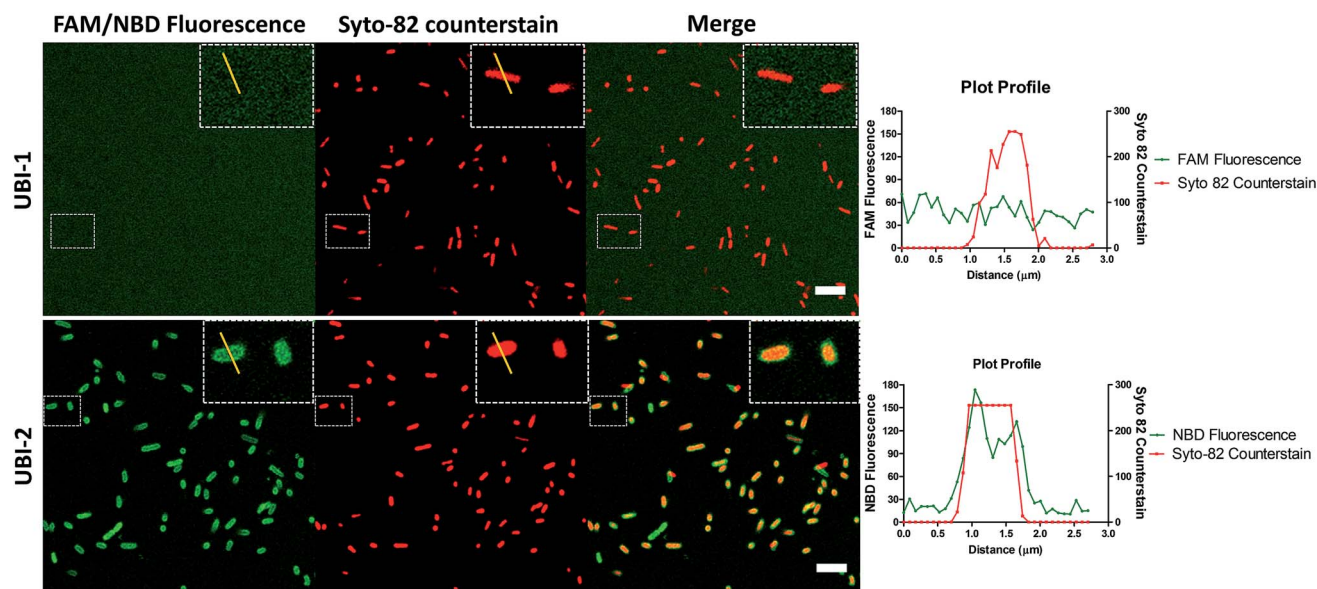 FAM/NBD Fluorescence Syto-82 counterstain Merge
UBI-1
Plot Profile
FAM Fluorescence
180
150
120
90
60
30
0
300
200
100
0
Syto 82 Counterstain
0.0 0.5 1.0 1.5 2.0 2.5 3.0
Distance (μm)
FAM Fluorescence
Syto 82 Counterstain
UBI-2
Plot Profile
NBD Fluorescence
180
150
120
90
60
30
0
300
200
100
0
Syto 82 Counterstain
0.0 0.5 1.0 1.5 2.0 2.5 3.0
Distance (μm)
NBD Fluorescence
Syto-82 Counterstain